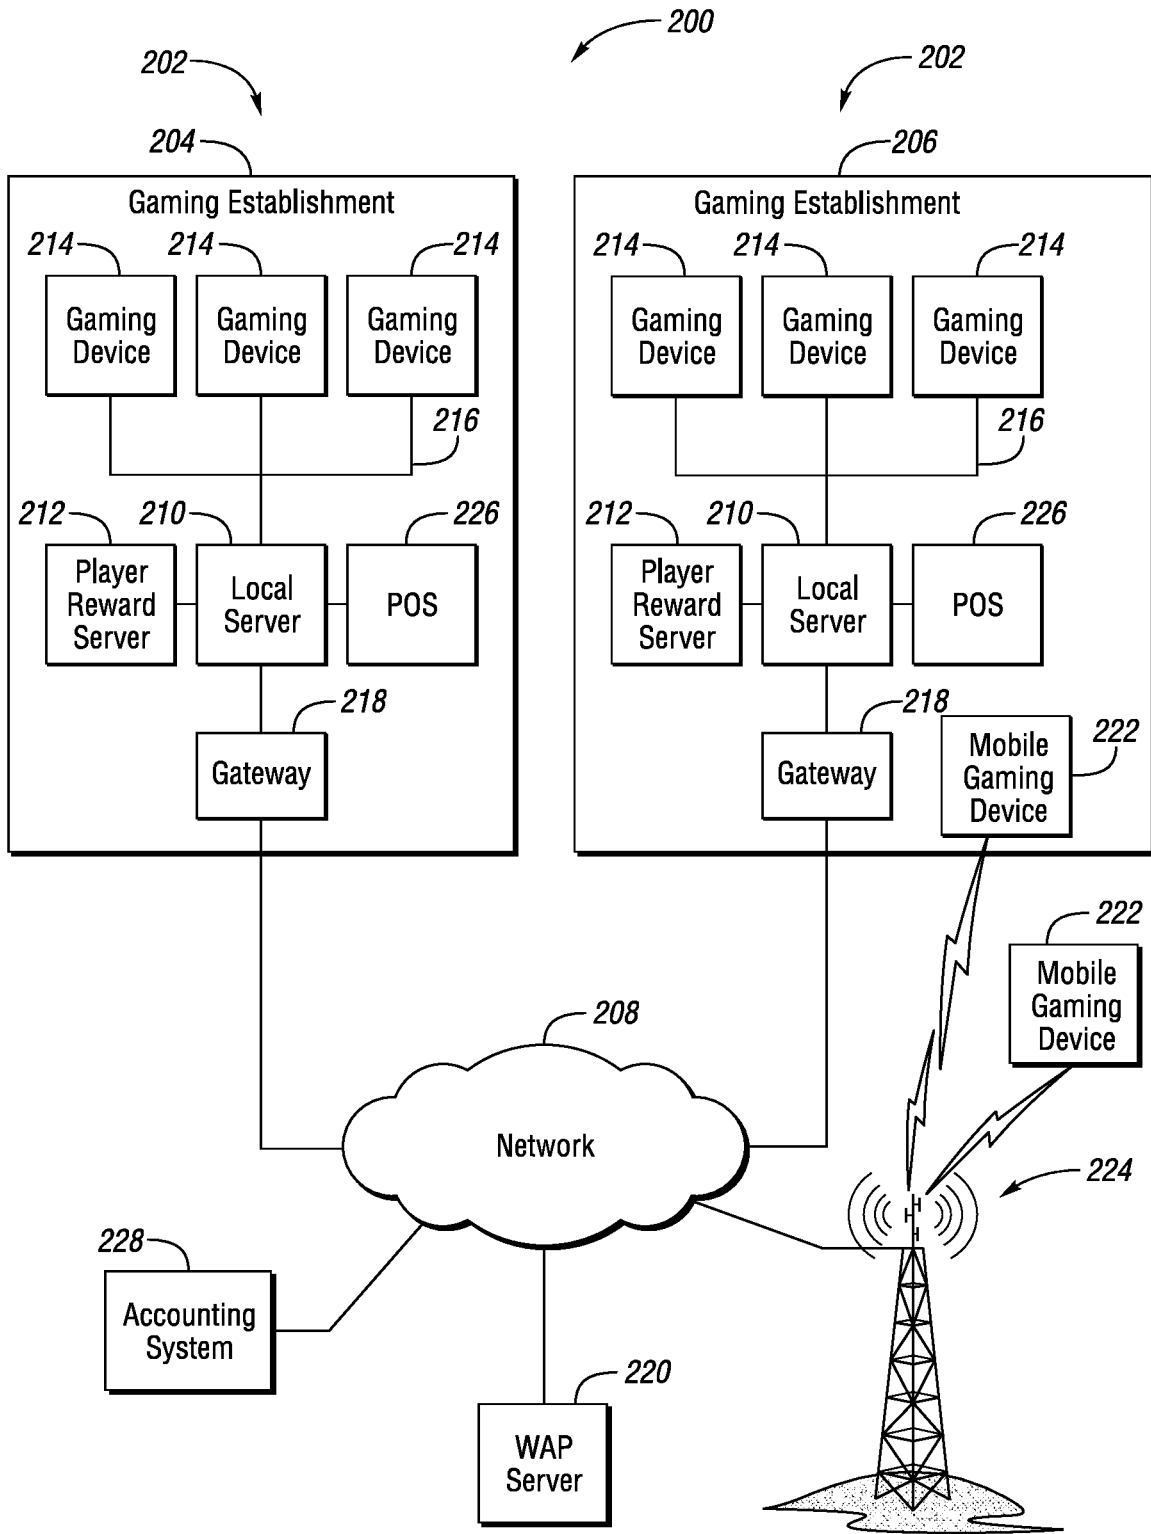 200
202
202
204
206
Gaming Establishment
Gaming Establishment
214
214
214
214
214
214
Gaming
Device
Gaming
Device
Gaming
Device
Gaming
Device
Gaming
Device
Gaming
Device
216
216
212
210
226
212
210
226
Player
Reward
Server
Local
Server
POS
Player
Reward
Server
Local
Server
POS
218
218
Gateway
Gateway
Mobile
Gaming
Device
222
222
Mobile
Gaming
Device
208
Network
224
228
Accounting
System
220
WAP
Server